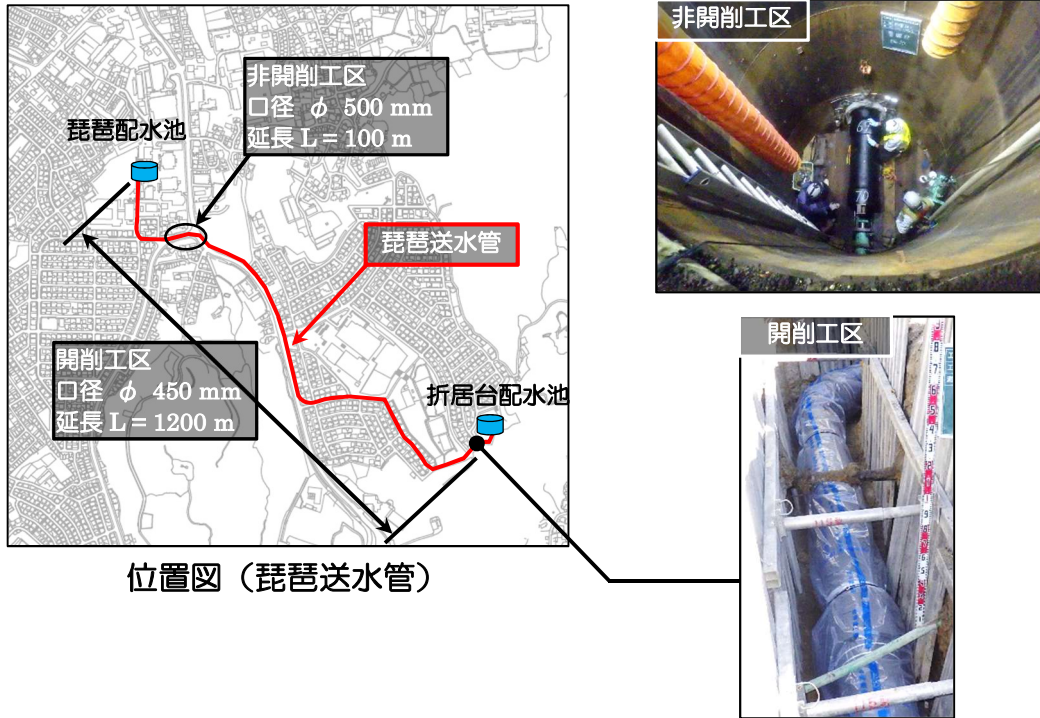 非開削工区
口径 φ 500 mm
延長 L = 100 m
琵琶配水池
琵琶送水管
開削工区
口径 φ 450 mm
延長 L = 1200 m
折居台配水池
位置図（琵琶送水管）
非開削工区
開削工区